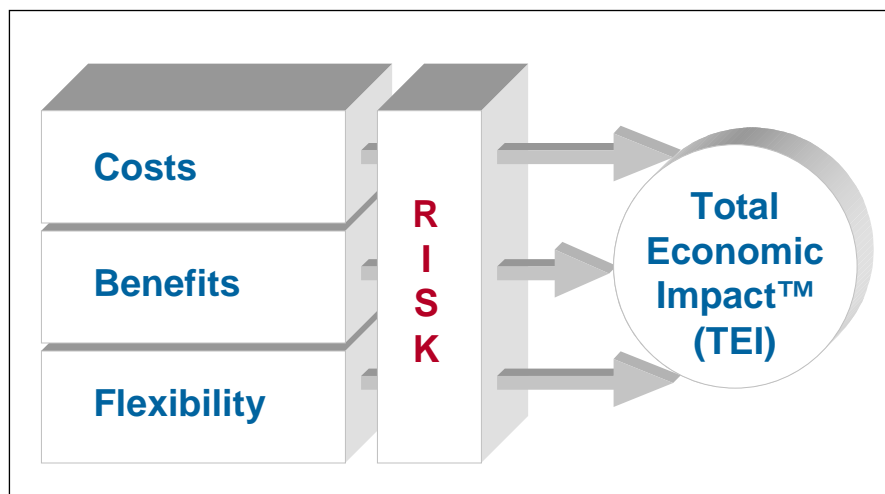 Costs
Benefits
Flexibility
R
I
S
K
Total
Economic
Impact™
(TEI)